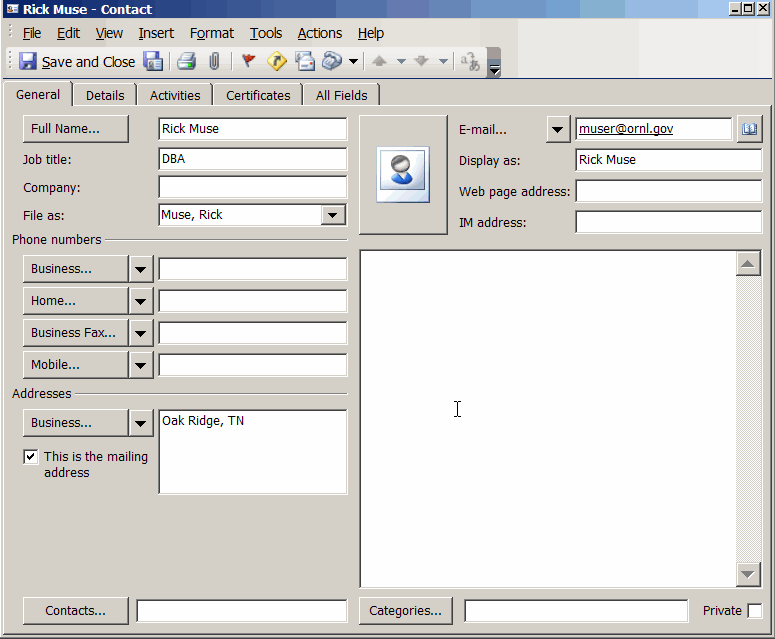 Rick Muse - Contact
File Edit View Insert Format Tools Actions Help
Save and Close
General Details Activities Certificates All Fields
Full Name... Rick Muse
Job title: DBA
Company:
File as: Muse, Rick
E-mail... muser@ornl.gov
Display as: Rick Muse
Web page address:
IM address:
Phone numbers
Business...
Home...
Business Fax...
Mobile...
Addresses
Business... Oak Ridge, TN
This is the mailing
address
Contacts... Categories... Private